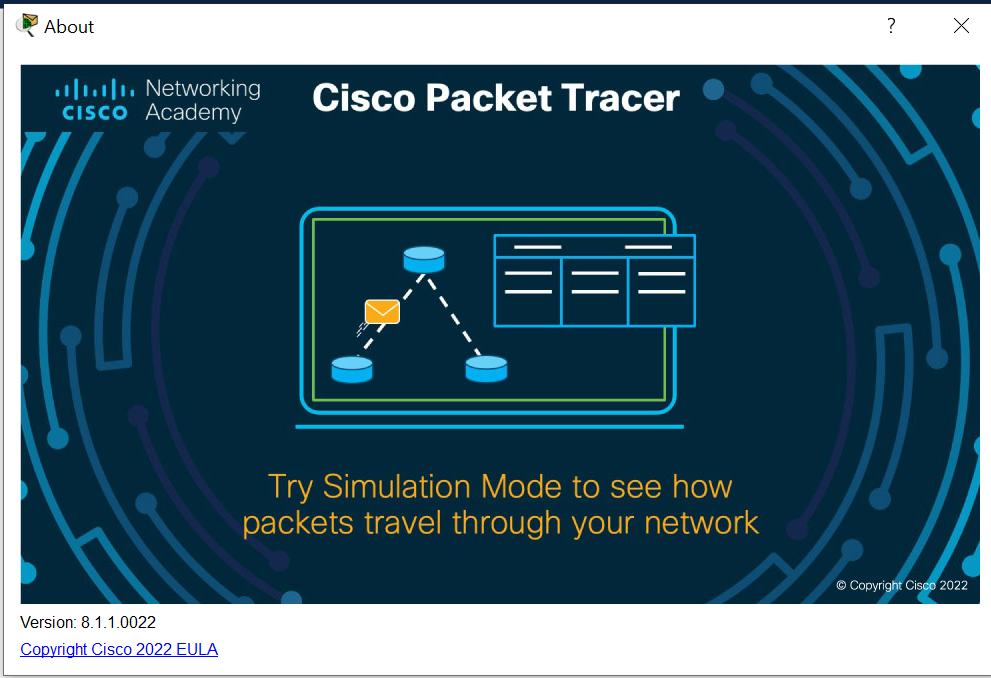 About
?
CISCO
Networking
Academy
Cisco Packet Tracer
Try Simulation Mode to see how
packets travel through your network
© Copyright Cisco 2022
Version: 8.1.1.0022
Copyright Cisco 2022 EULA